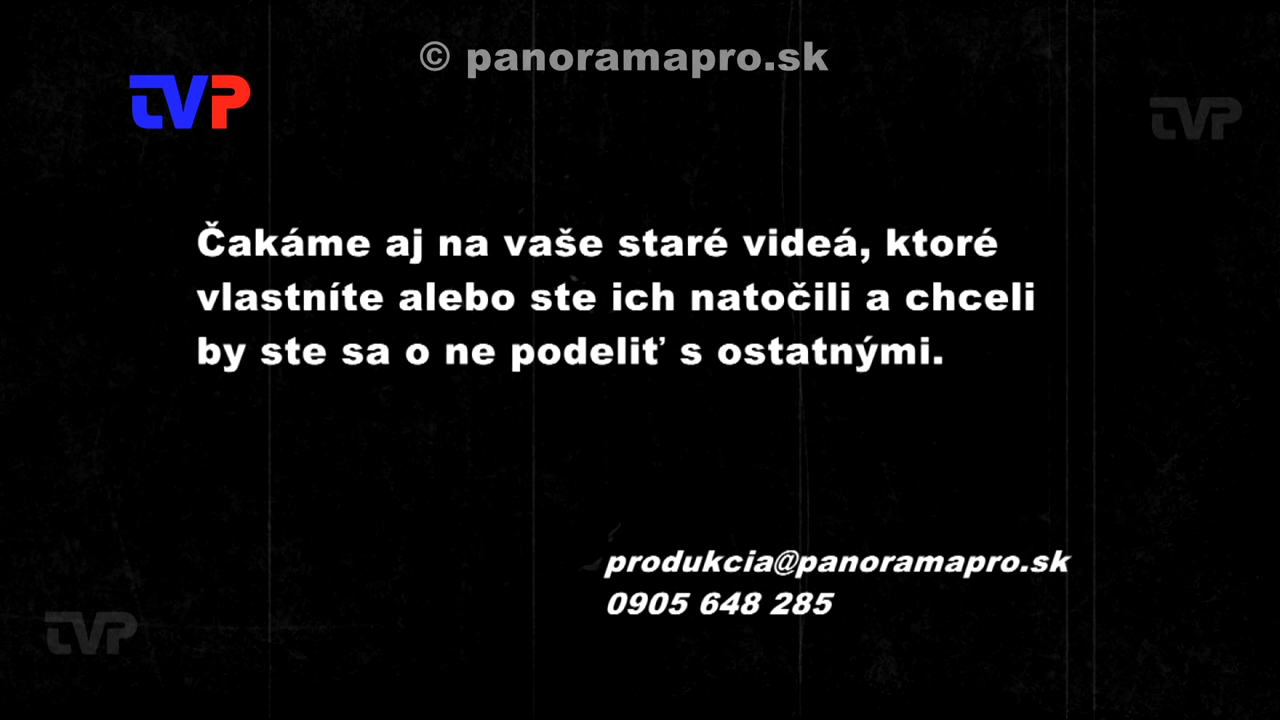 © panoramapro.sk
TVP
TVP
Čakáme aj na vaše staré videá, ktoré
vlastníte alebo ste ich natočili a chceli
by ste sa o ne podeliť s ostatnými.
produkcia@panoramapro.sk
0905 648 285
TVP